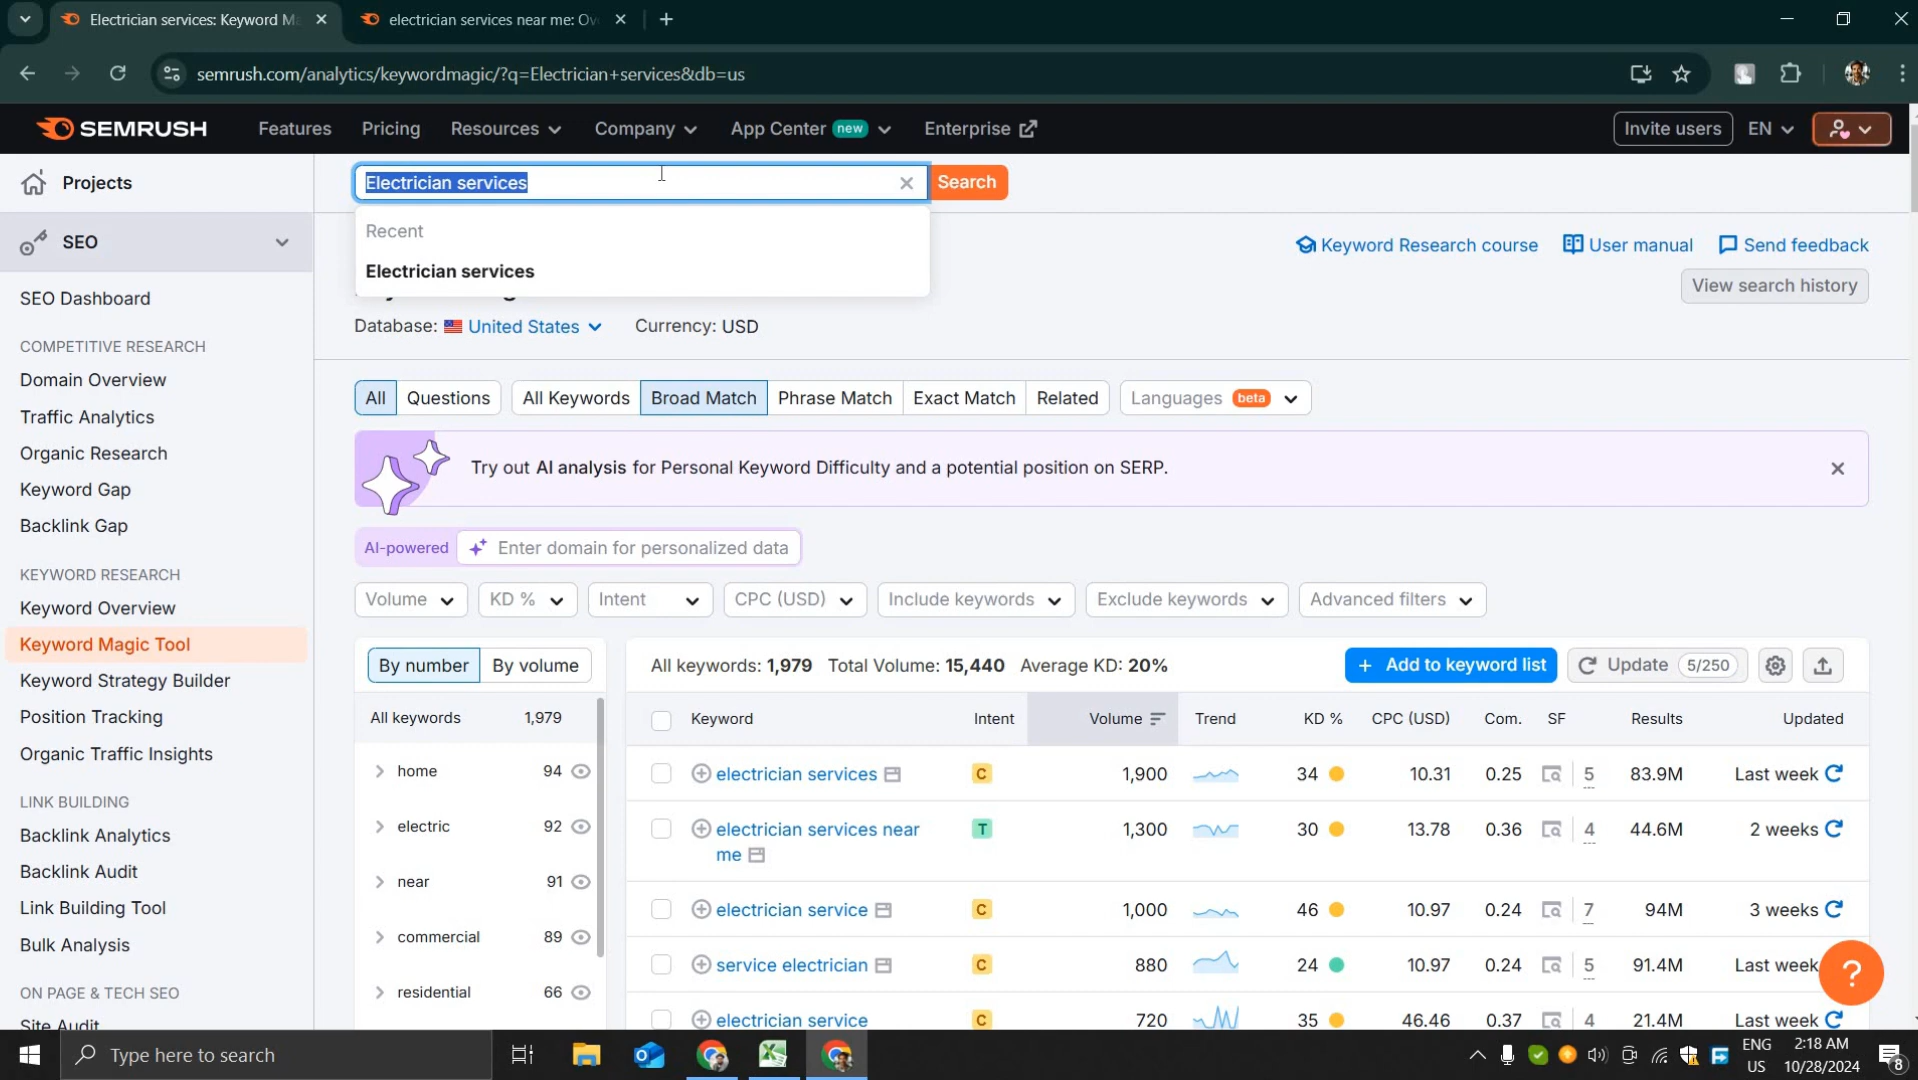 Electrician services: Keyword Ma
electrician services near me: Ov
semrush.com/analytics/keywordmagic/?q=Electrician+services&db=us
SEMRUSH
Features
Pricing
Resources
Company
App Center new
Enterprise
Invite users
EN
Projects
Electrician services
Search
Recent
Electrician services
SEO
Keyword Research course
User manual
Send feedback
View search history
Database: United States
Currency: USD
SEO Dashboard
COMPETITIVE RESEARCH
Domain Overview
Traffic Analytics
Organic Research
Keyword Gap
Backlink Gap
KEYWORD RESEARCH
Keyword Overview
Keyword Magic Tool
Keyword Strategy Builder
Position Tracking
Organic Traffic Insights
LINK BUILDING
Backlink Analytics
Backlink Audit
Link Building Tool
Bulk Analysis
ON PAGE & TECH SEO
Site Audit
All
Questions
All Keywords
Broad Match
Phrase Match
Exact Match
Related
Languages beta
Try out AI analysis for Personal Keyword Difficulty and a potential position on SERP.
AI-powered
Enter domain for personalized data
Volume
KD %
Intent
CPC (USD)
Include keywords
Exclude keywords
Advanced filters
By number
By volume
All keywords 1,979
home 94
electric 92
near 91
commercial 89
residential 66
All keywords: 1,979 Total Volume: 15,440 Average KD: 20%
+ Add to keyword list
Update 5/250
Keyword Intent Volume Trend KD % CPC (USD) Com. SF Results Updated
electrician services C 1,900 34 10.31 0.25 5 83.9M Last week
electrician services near
me T 1,300 30 13.78 0.36 4 44.6M 2 weeks
electrician service C 1,000 46 10.97 0.24 7 94M 3 weeks
service electrician C 880 24 10.97 0.24 5 91.4M Last week
electrician service C 720 35 46.46 0.37 4 21.4M Last week
?
Type here to search
ENG
US
2:18 AM
10/28/2024
8